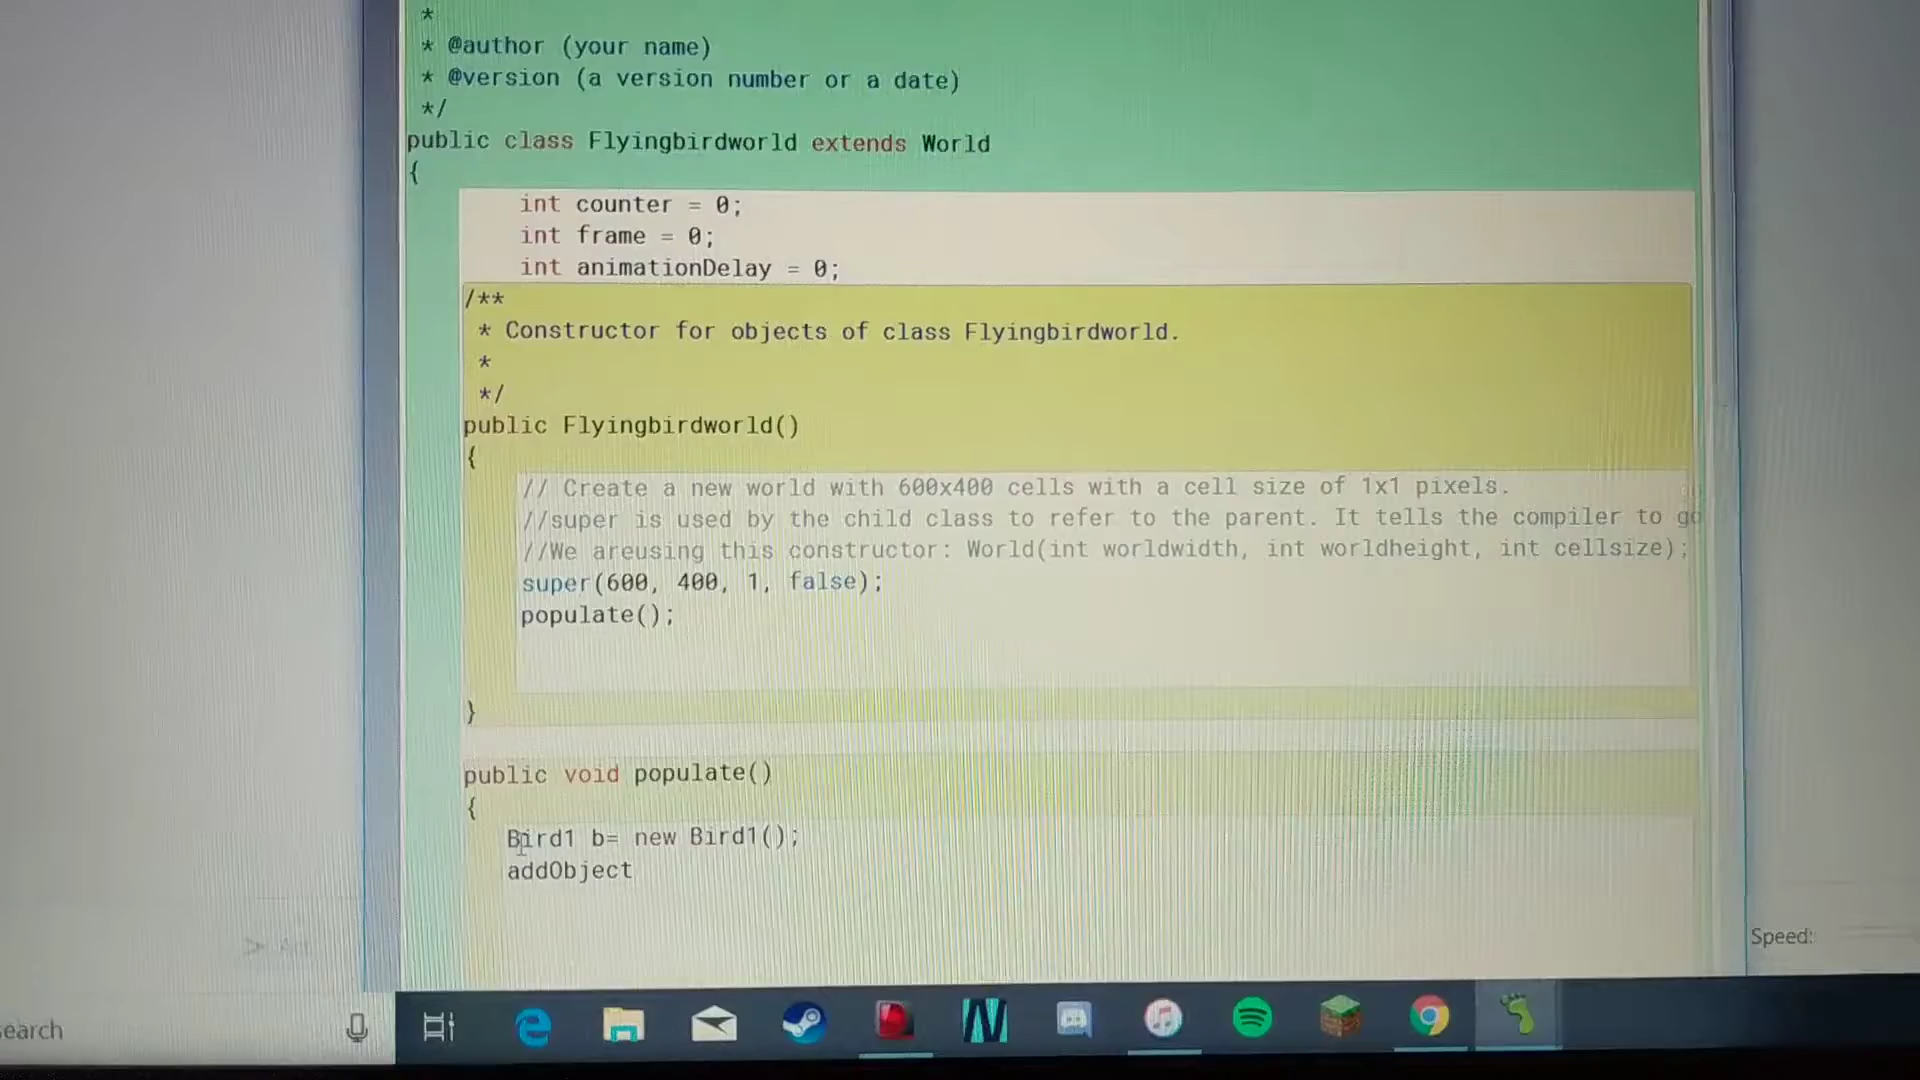 *
* @author (your name)
* @version (a version number or a date)
*/
public class Flyingbirdworld extends World
{
int counter = 0;
int frame = 0;
int animationDelay = 0;
/**
* Constructor for objects of class Flyingbirdworld.
*
*/
public Flyingbirdworld()
{
// Create a new world with 600x400 cells with a cell size of 1x1 pixels.
//super is used by the child class to refer to the parent. It tells the compiler to go
//We areusing this constructor: World(int worldwidth, int worldheight, int cellsize);
super(600, 400, 1, false);
populate();
}
public void populate()
{
Bird1 b= new Bird1();
addObject
> Act
Speed:
earch